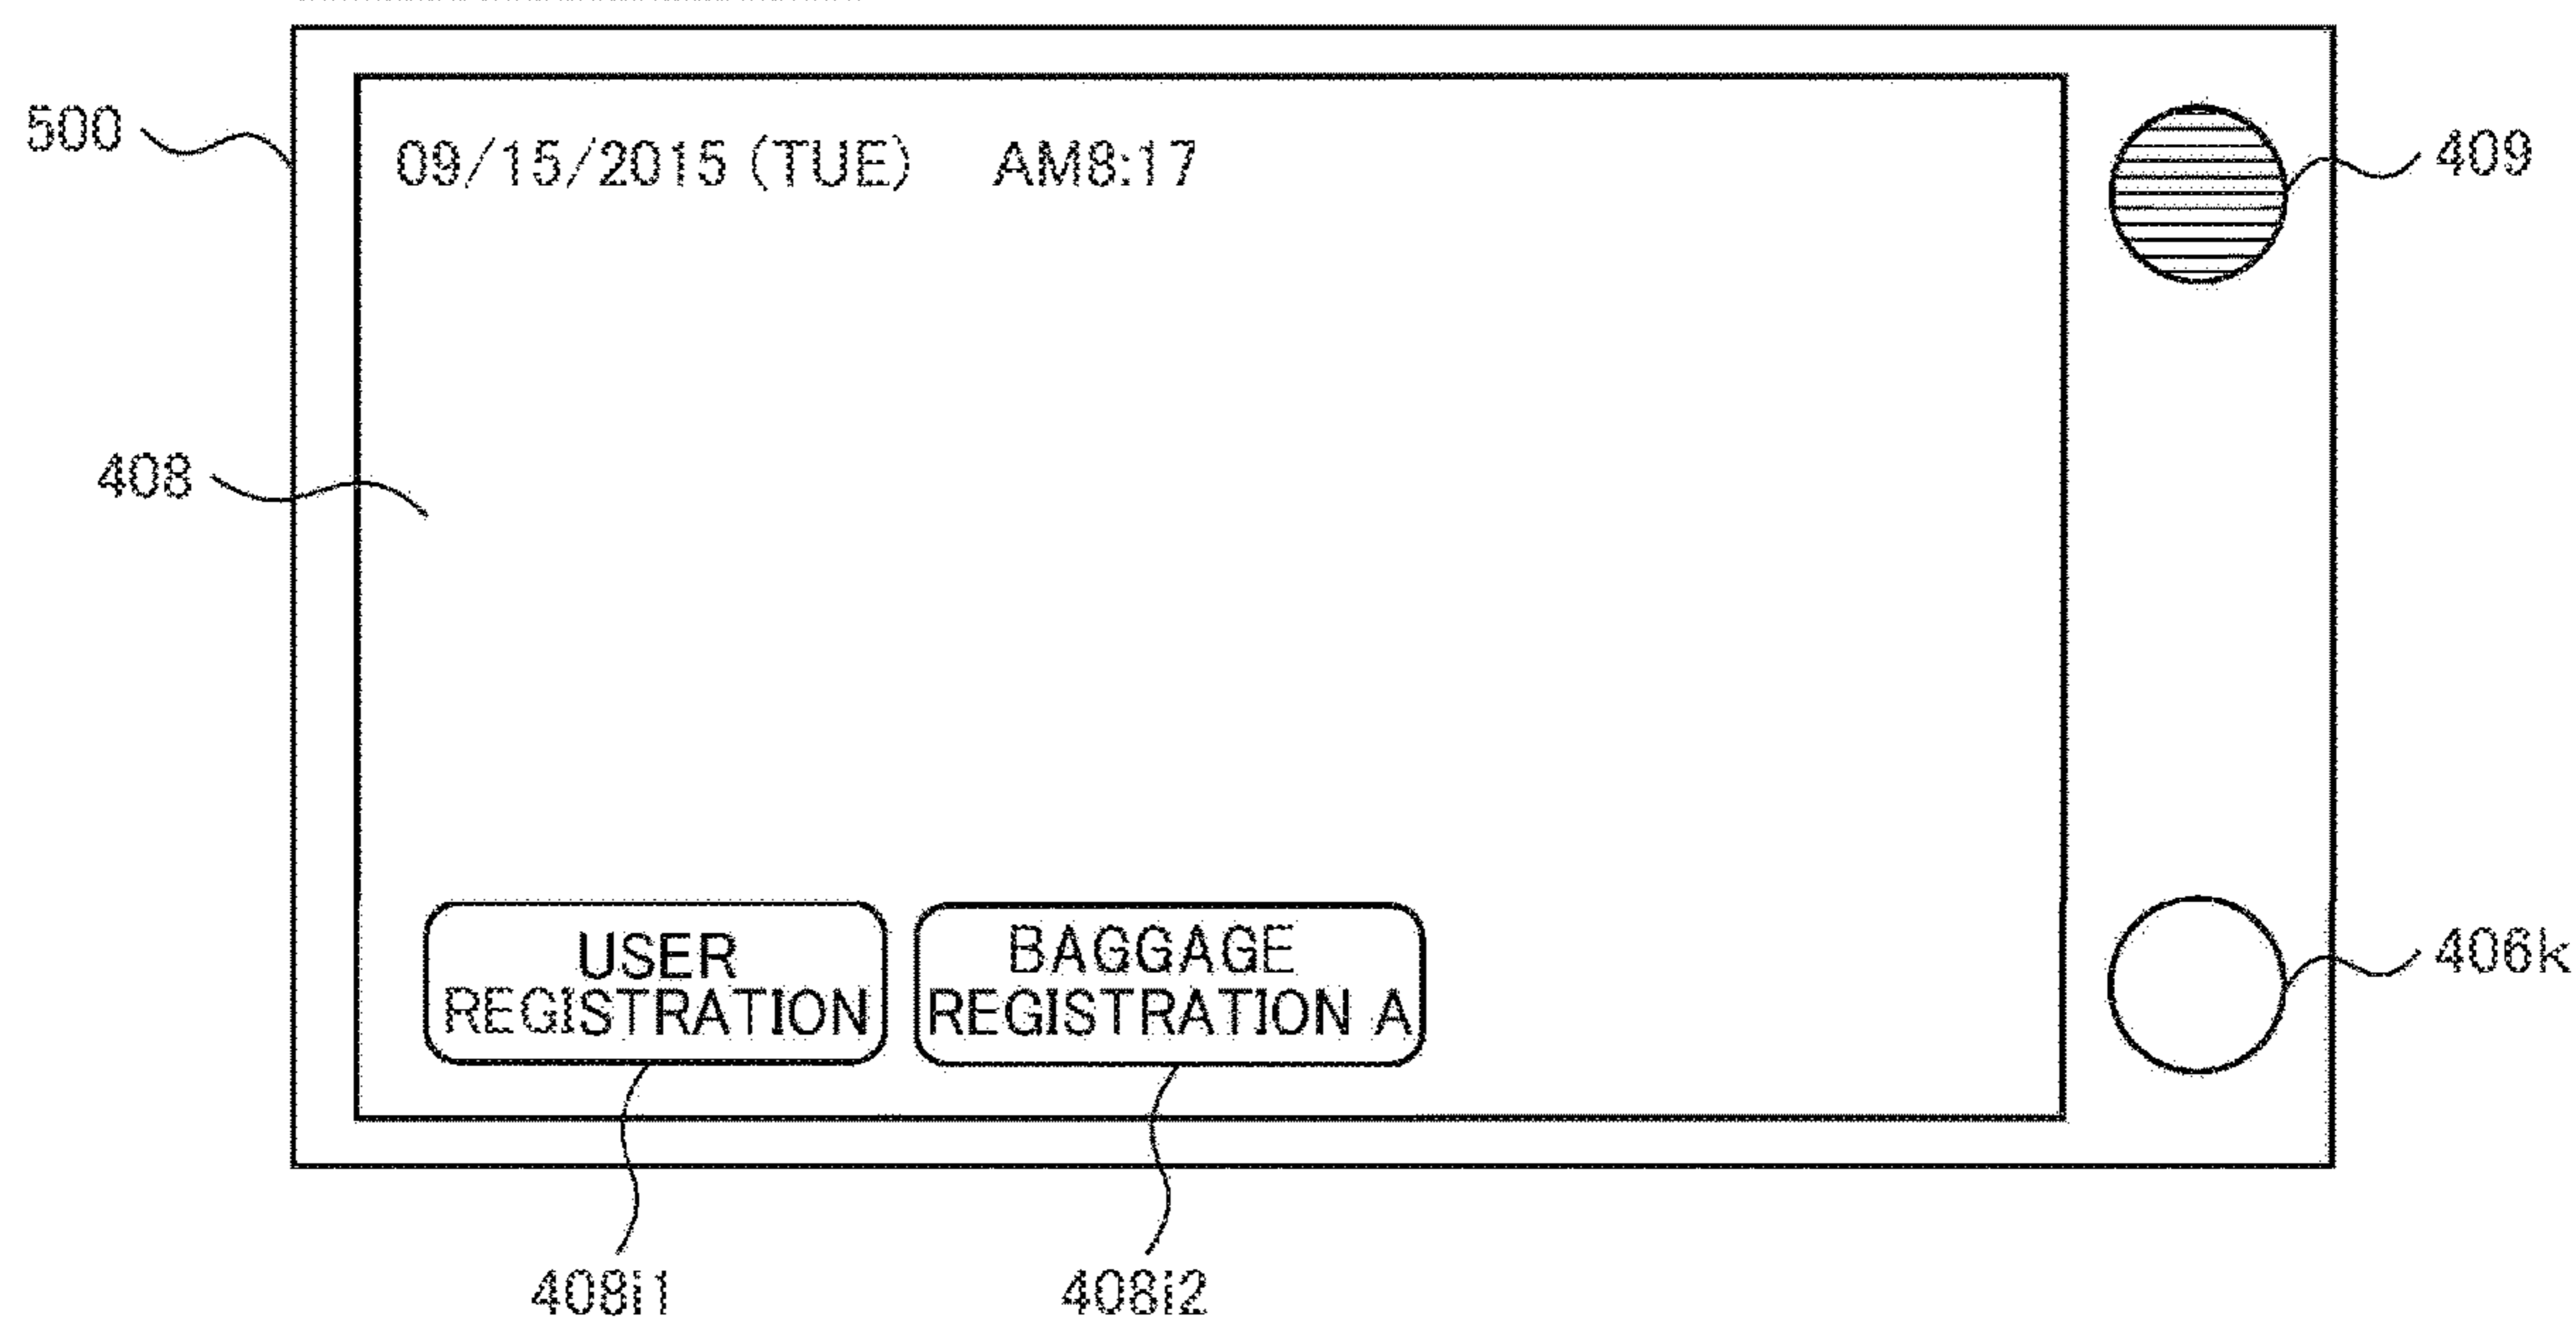 500
09/15/2015 (TUE) AM8:17
409
408
USER
REGISTRATION
BAGGAGE
REGISTRATION A
406k
408i1
408i2